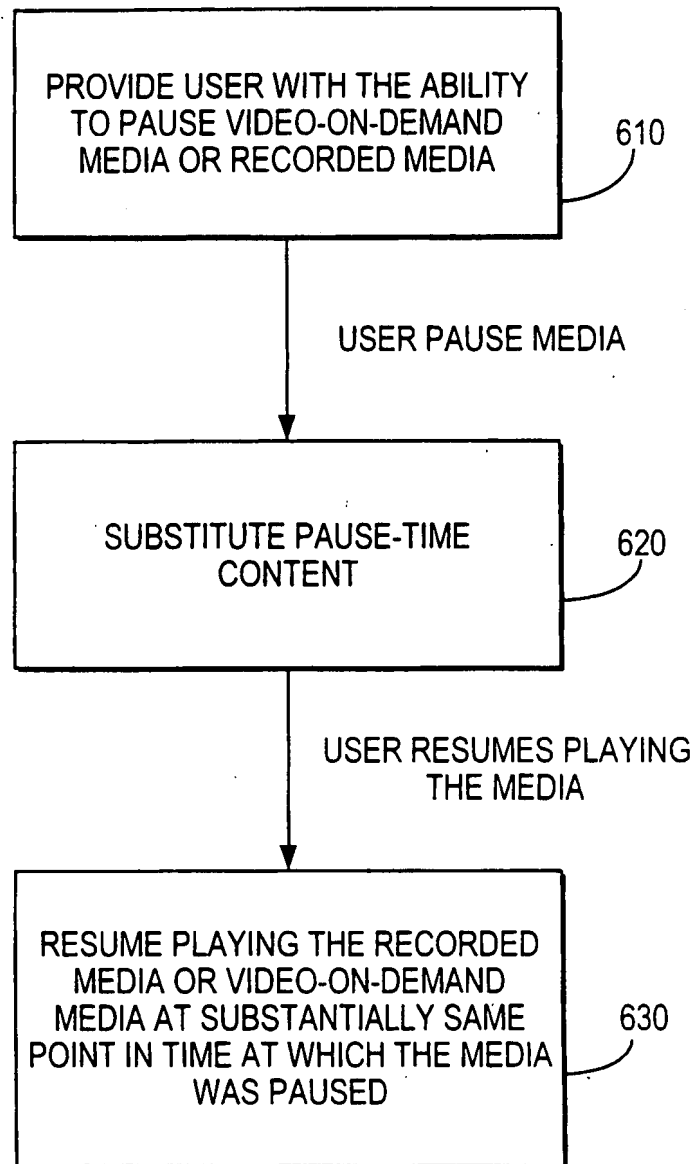 PROVIDE USER WITH THE ABILITY
TO PAUSE VIDEO-ON-DEMAND
MEDIA OR RECORDED MEDIA
610
USER PAUSE MEDIA
SUBSTITUTE PAUSE-TIME
CONTENT
620
USER RESUMES PLAYING
THE MEDIA
RESUME PLAYING THE RECORDED
MEDIA OR VIDEO-ON-DEMAND
MEDIA AT SUBSTANTIALLY SAME
POINT IN TIME AT WHICH THE MEDIA
WAS PAUSED
630